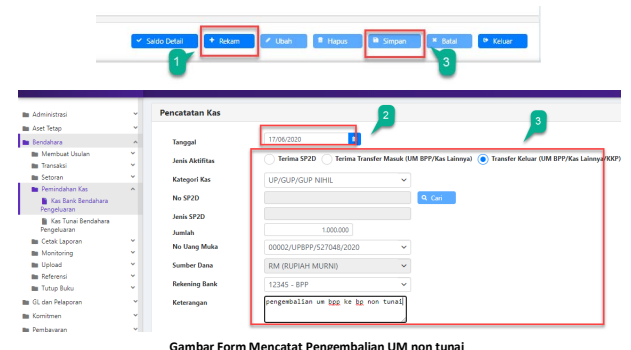 Saldo Detail + Rekam Ubah Hapus Simpan Batal Keluar
1
3
Administrasi
Aset Tetap
Bendahara
Membuat Usulan
Transaksi
Setoran
Pemindahan Kas
Kas Bank Bendahara
Pengeluaran
Kas Tunai Bendahara
Pengeluaran
Cetak Laporan
Monitoring
Upload
Referensi
Tutup Buku
GL dan Pelaporan
Komitmen
Pembayaran
Pencatatan Kas
2
3
Tanggal 17/06/2020
Jenis Aktifitas Terima SP2D Terima Transfer Masuk (UM BPP/Kas Lainnya) Transfer Keluar (UM BPP/Kas Lainnya/KKP)
Kategori Kas UP/GUP/GUP NIHIL
No SP2D Cari
Jenis SP2D
Jumlah 1.000.000
No Uang Muka 00002/UPBPP/527048/2020
Sumber Dana RM (RUPIAH MURNI)
Rekening Bank 12345 - BPP
Keterangan pengembalian um bpp ke bp non tunai
Gambar Form Mencatat Pengembalian UM non tunai